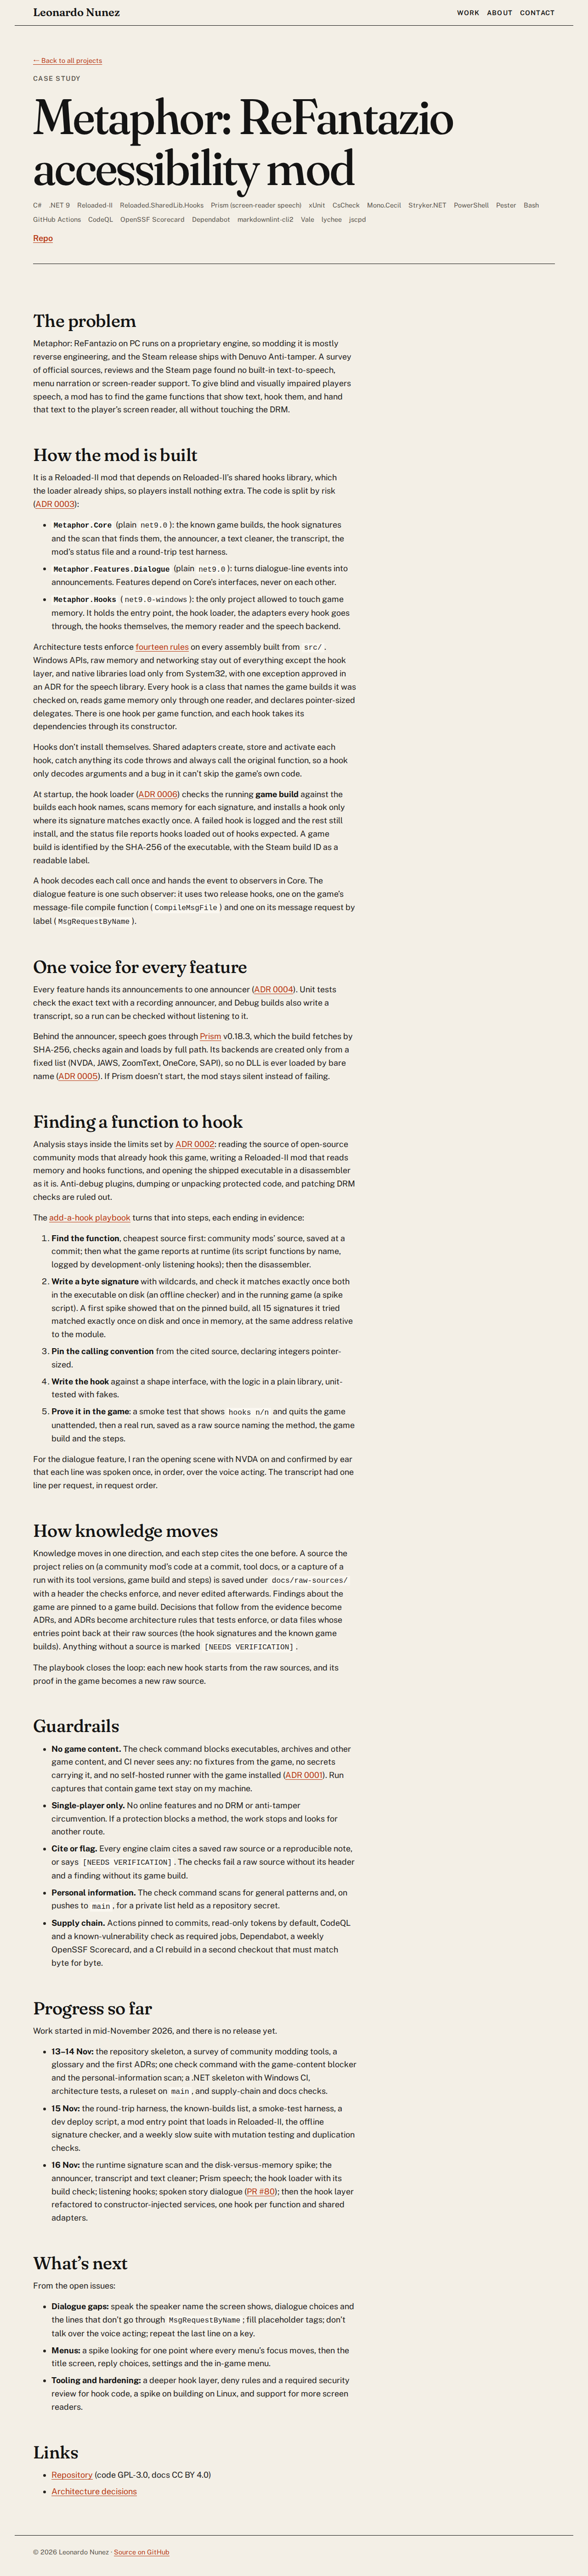 Leonardo Nunez
WORK ABOUT CONTACT
← Back to all projects
CASE STUDY
Metaphor: ReFantazio
accessibility mod
C# .NET 9 Reloaded-II Reloaded.SharedLib.Hooks Prism (screen-reader speech) xUnit CsCheck Mono.Cecil Stryker.NET PowerShell Pester Bash
GitHub Actions CodeQL OpenSSF Scorecard Dependabot markdownlint-cli2 Vale lychee jscpd
Repo
The problem
Metaphor: ReFantazio on PC runs on a proprietary engine, so modding it is mostly
reverse engineering, and the Steam release ships with Denuvo Anti-tamper. A survey
of official sources, reviews and the Steam page found no built-in text-to-speech,
menu narration or screen-reader support. To give blind and visually impaired players
speech, a mod has to find the game functions that show text, hook them, and hand
that text to the player's screen reader, all without touching the DRM.
How the mod is built
It is a Reloaded-II mod that depends on Reloaded-II's shared hooks library, which
the loader already ships, so players install nothing extra. The code is split by risk
(ADR 0003):
• Metaphor.Core (plain net9.0): the known game builds, the hook signatures
and the scan that finds them, the announcer, a text cleaner, the transcript, the
mod's status file and a round-trip test harness.
• Metaphor.Features.Dialogue (plain net9.0): turns dialogue-line events into
announcements. Features depend on Core's interfaces, never on each other.
• Metaphor.Hooks (net9.0-windows): the only project allowed to touch game
memory. It holds the entry point, the hook loader, the adapters every hook goes
through, the hooks themselves, the memory reader and the speech backend.
Architecture tests enforce fourteen rules on every assembly built from src/.
Windows APIs, raw memory and networking stay out of everything except the hook
layer, and native libraries load only from System32, with one exception approved in
an ADR for the speech library. Every hook is a class that names the game builds it was
checked on, reads game memory only through one reader, and declares pointer-sized
delegates. There is one hook per game function, and each hook takes its
dependencies through its constructor.
Hooks don't install themselves. Shared adapters create, store and activate each
hook, catch anything its code throws and always call the original function, so a hook
only decodes arguments and a bug in it can't skip the game's own code.
At startup, the hook loader (ADR 0006) checks the running game build against the
builds each hook names, scans memory for each signature, and installs a hook only
where its signature matches exactly once. A failed hook is logged and the rest still
install, and the status file reports hooks loaded out of hooks expected. A game
build is identified by the SHA-256 of the executable, with the Steam build ID as a
readable label.
A hook decodes each call once and hands the event to observers in Core. The
dialogue feature is one such observer: it uses two release hooks, one on the game's
message-file compile function (CompileMsgFile) and one on its message request by
label (MsgRequestByName).
One voice for every feature
Every feature hands its announcements to one announcer (ADR 0004). Unit tests
check the exact text with a recording announcer, and Debug builds also write a
transcript, so a run can be checked without listening to it.
Behind the announcer, speech goes through Prism v0.18.3, which the build fetches by
SHA-256, checks again and loads by full path. Its backends are created only from a
fixed list (NVDA, JAWS, ZoomText, OneCore, SAPI), so no DLL is ever loaded by bare
name (ADR 0005). If Prism doesn't start, the mod stays silent instead of failing.
Finding a function to hook
Analysis stays inside the limits set by ADR 0002: reading the source of open-source
community mods that already hook this game, writing a Reloaded-II mod that reads
memory and hooks functions, and opening the shipped executable in a disassembler
as it is. Anti-debug plugins, dumping or unpacking protected code, and patching DRM
checks are ruled out.
The add-a-hook playbook turns that into steps, each ending in evidence:
1. Find the function, cheapest source first: community mods' source, saved at a
commit; then what the game reports at runtime (its script functions by name,
logged by development-only listening hooks); then the disassembler.
2. Write a byte signature with wildcards, and check it matches exactly once both
in the executable on disk (an offline checker) and in the running game (a spike
script). A first spike showed that on the pinned build, all 15 signatures it tried
matched exactly once on disk and once in memory, at the same address relative
to the module.
3. Pin the calling convention from the cited source, declaring integers pointer-
sized.
4. Write the hook against a shape interface, with the logic in a plain library, unit-
tested with fakes.
5. Prove it in the game: a smoke test that shows hooks n/n and quits the game
unattended, then a real run, saved as a raw source naming the method, the game
build and the steps.
For the dialogue feature, I ran the opening scene with NVDA on and confirmed by ear
that each line was spoken once, in order, over the voice acting. The transcript had one
line per request, in request order.
How knowledge moves
Knowledge moves in one direction, and each step cites the one before. A source the
project relies on (a community mod's code at a commit, tool docs, or a capture of a
run with its tool versions, game build and steps) is saved under docs/raw-sources/
with a header the checks enforce, and never edited afterwards. Findings about the
game are pinned to a game build. Decisions that follow from the evidence become
ADRs, and ADRs become architecture rules that tests enforce, or data files whose
entries point back at their raw sources (the hook signatures and the known game
builds). Anything without a source is marked [NEEDS VERIFICATION].
The playbook closes the loop: each new hook starts from the raw sources, and its
proof in the game becomes a new raw source.
Guardrails
• No game content. The check command blocks executables, archives and other
game content, and CI never sees any: no fixtures from the game, no secrets
carrying it, and no self-hosted runner with the game installed (ADR 0001). Run
captures that contain game text stay on my machine.
• Single-player only. No online features and no DRM or anti-tamper
circumvention. If a protection blocks a method, the work stops and looks for
another route.
• Cite or flag. Every engine claim cites a saved raw source or a reproducible note,
or says [NEEDS VERIFICATION]. The checks fail a raw source without its header
and a finding without its game build.
• Personal information. The check command scans for general patterns and, on
pushes to main, for a private list held as a repository secret.
• Supply chain. Actions pinned to commits, read-only tokens by default, CodeQL
and a known-vulnerability check as required jobs, Dependabot, a weekly
OpenSSF Scorecard, and a CI rebuild in a second checkout that must match
byte for byte.
Progress so far
Work started in mid-November 2026, and there is no release yet.
• 13–14 Nov: the repository skeleton, a survey of community modding tools, a
glossary and the first ADRs; one check command with the game-content blocker
and the personal-information scan; a .NET skeleton with Windows CI,
architecture tests, a ruleset on main, and supply-chain and docs checks.
• 15 Nov: the round-trip harness, the known-builds list, a smoke-test harness, a
dev deploy script, a mod entry point that loads in Reloaded-II, the offline
signature checker, and a weekly slow suite with mutation testing and duplication
checks.
• 16 Nov: the runtime signature scan and the disk-versus-memory spike; the
announcer, transcript and text cleaner; Prism speech; the hook loader with its
build check; listening hooks; spoken story dialogue (PR #80); then the hook layer
refactored to constructor-injected services, one hook per function and shared
adapters.
What's next
From the open issues:
• Dialogue gaps: speak the speaker name the screen shows, dialogue choices and
the lines that don't go through MsgRequestByName; fill placeholder tags; don't
talk over the voice acting; repeat the last line on a key.
• Menus: a spike looking for one point where every menu's focus moves, then the
title screen, reply choices, settings and the in-game menu.
• Tooling and hardening: a deeper hook layer, deny rules and a required security
review for hook code, a spike on building on Linux, and support for more screen
readers.
Links
• Repository (code GPL-3.0, docs CC BY 4.0)
• Architecture decisions
© 2026 Leonardo Nunez · Source on GitHub